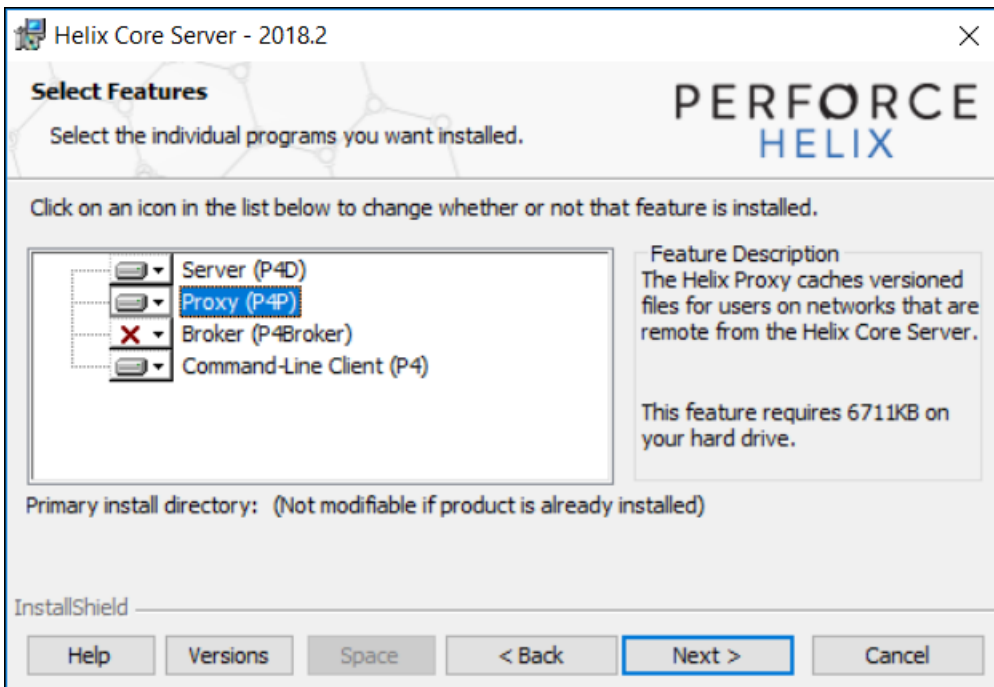 Helix Core Server - 2018.2
Select Features
Select the individual programs you want installed.
PERFORCE
HELIX
Click on an icon in the list below to change whether or not that feature is installed.
Server (P4D)
Proxy (P4P)
Broker (P4Broker)
Command-Line Client (P4)
Feature Description
The Helix Proxy caches versioned
files for users on networks that are
remote from the Helix Core Server.
This feature requires 6711KB on
your hard drive.
Primary install directory: (Not modifiable if product is already installed)
InstallShield
Help
Versions
Space
< Back
Next >
Cancel